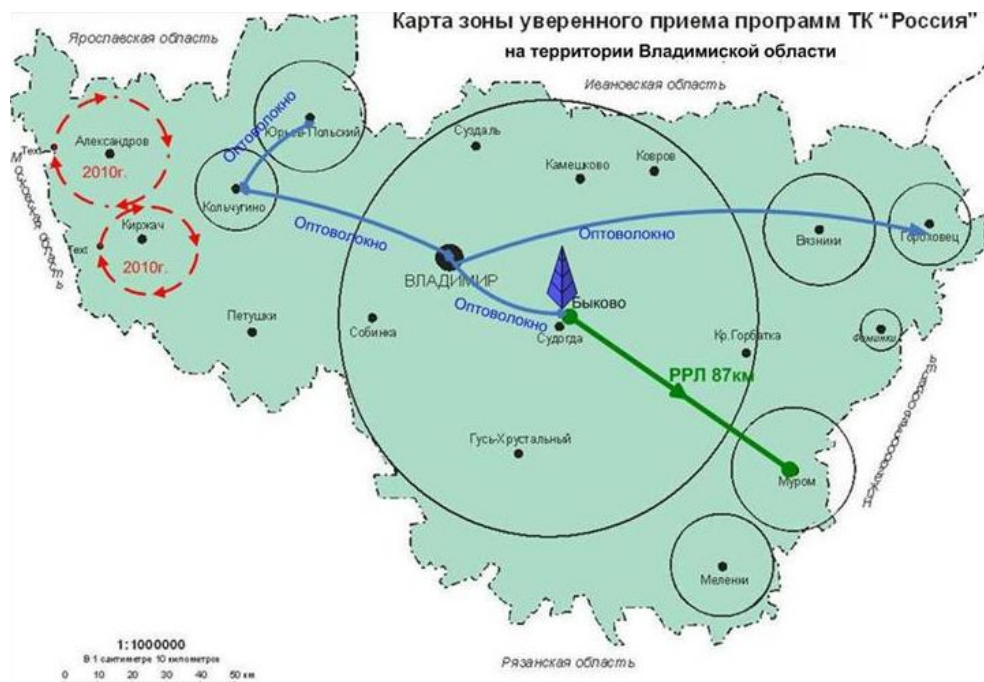 Карта зоны уверенного приема программ ТК “Россия”
на территории Владимиской области
Ярославская область
Ивановская область
Оптоволокно
Юрьев-Польский
Суздаль
Александров
Text
2010г.
Камешково
Ковров
Московская область
Кольчугино
Киржач
Text
2010г.
Оптоволокно
Оптоволокно
Вязники
Гороховец
ВЛАДИМИР
Оптоволокно
Быково
Петушки
Собинка
Судогда
Кр.Горбатка
Фоминки
РРЛ 87км
Гусь-Хрустальный
Муром
Меленки
1:1000000
В 1 сантиметре 10 километров
0 10 20 30 40 50 км
Рязанская область